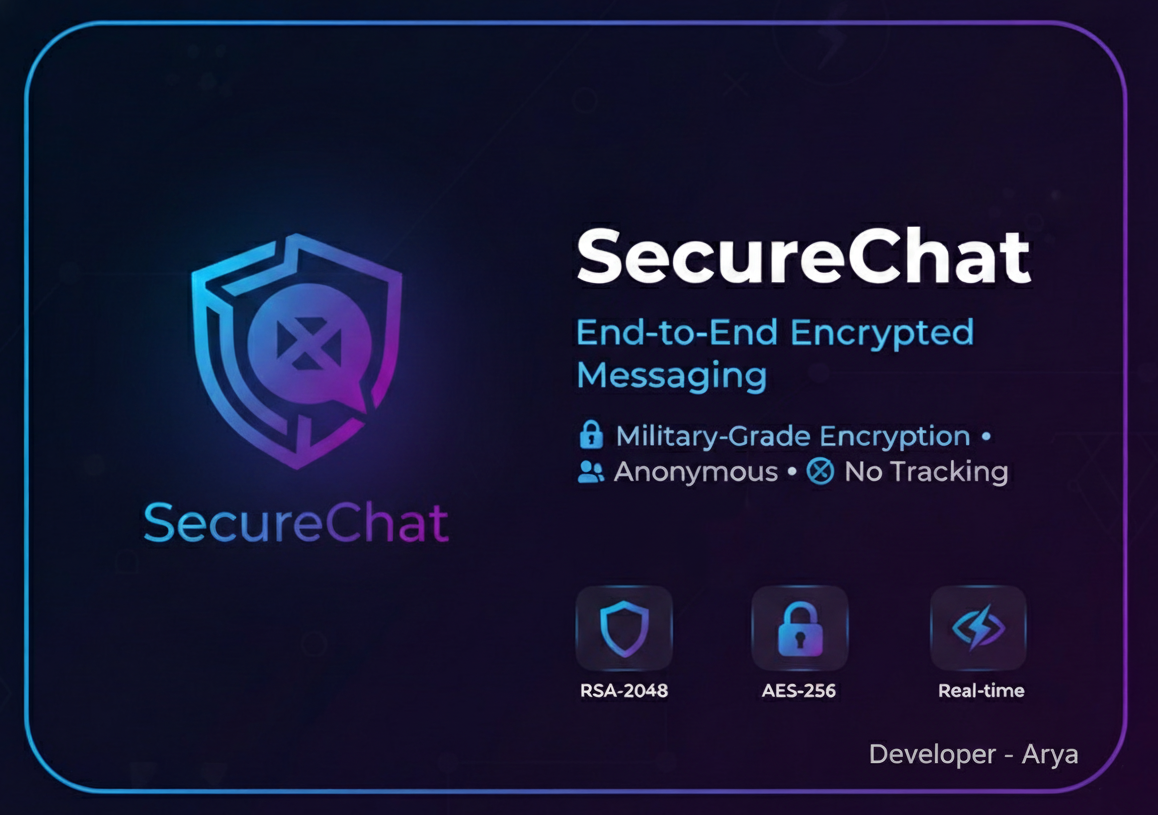 SecureChat
SecureChat
End-to-End Encrypted
Messaging
Military-Grade Encryption •
Anonymous • No Tracking
RSA-2048
AES-256
Real-time
Developer - Arya